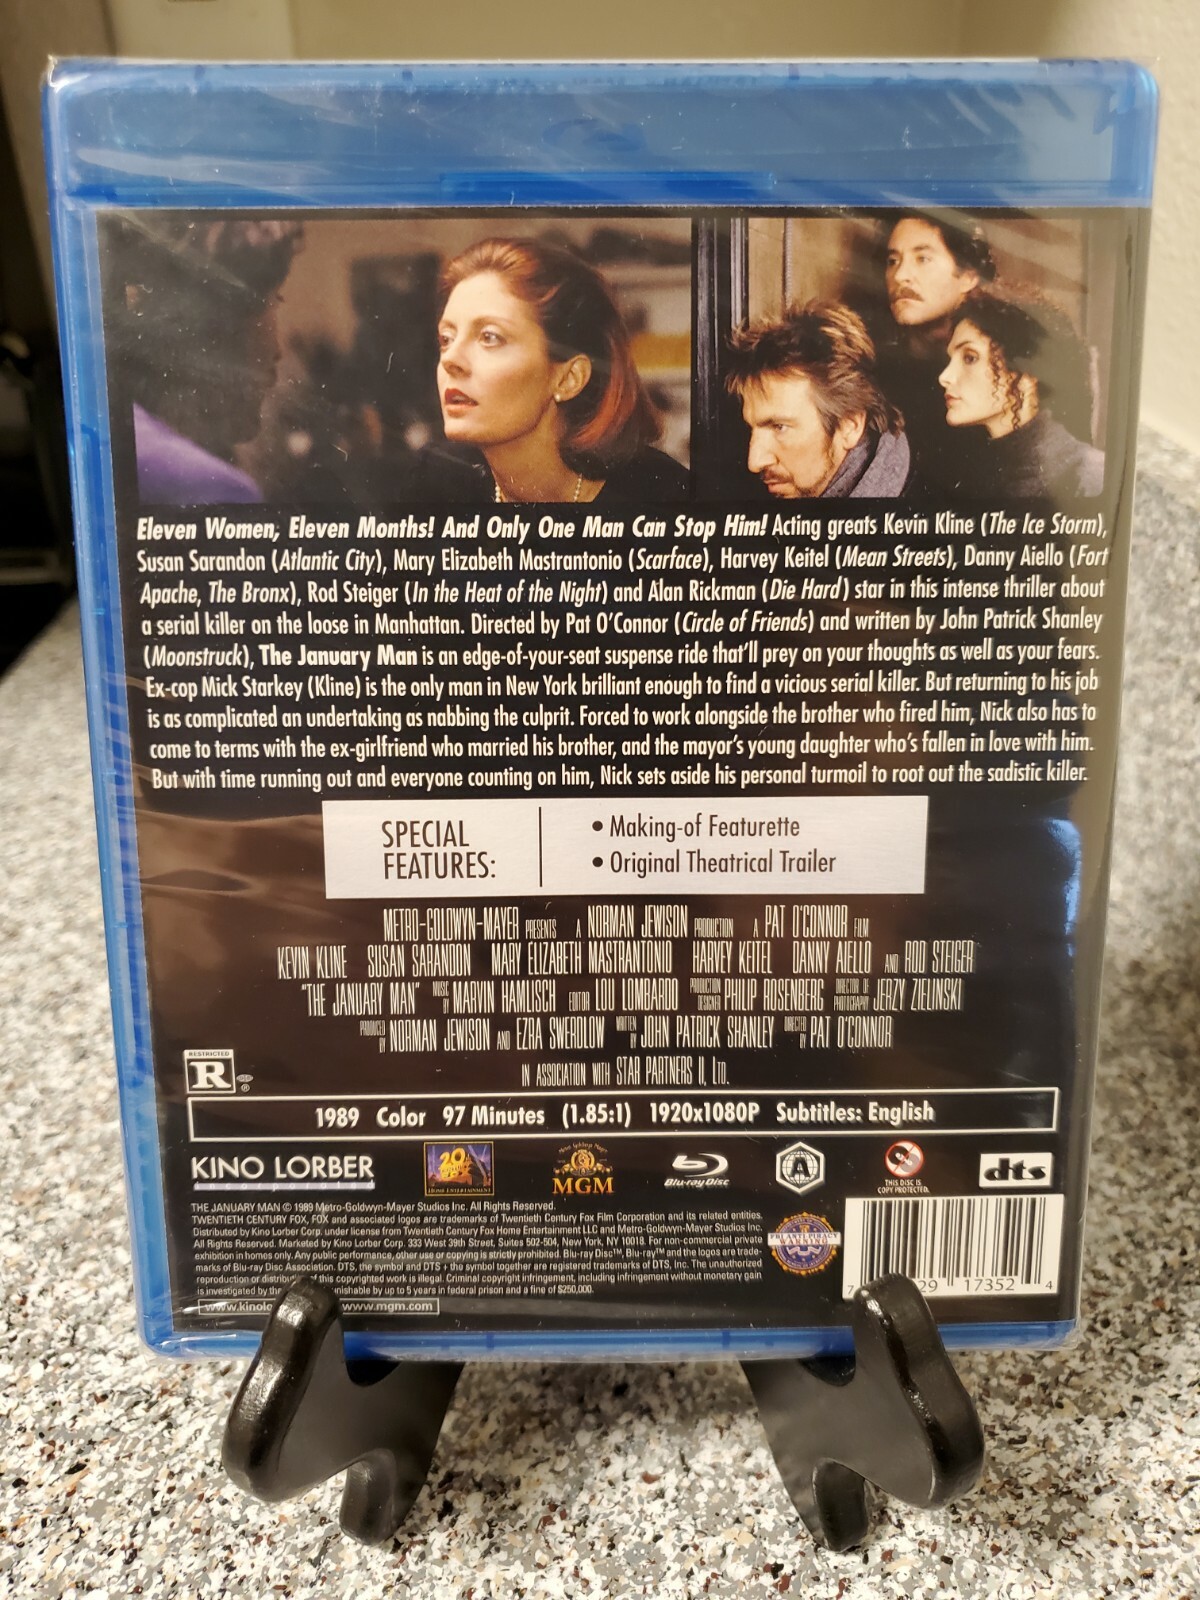 Eleven Women, Eleven Months! And Only One Man Can Stop Him! Acting greats Kevin Kline (The Ice Storm),
Susan Sarandon (Atlantic City), Mary Elizabeth Mastrantonio (Scarface), Harvey Keitel (Mean Streets), Danny Aiello (Fort
Apache, The Bronx), Rod Steiger (In the Heat of the Night) and Alan Rickman (Die Hard) star in this intense thriller about
a serial killer on the loose in Manhattan. Directed by Pat O'Connor (Circle of Friends) and written by John Patrick Shanley
(Moonstruck), The January Man is an edge-of-your-seat suspense ride that'll prey on your thoughts as well as your fears.
Ex-cop Mick Starkey (Kline) is the only man in New York brilliant enough to find a vicious serial killer. But returning to his job
is as complicated an undertaking as nabbing the culprit. Forced to work alongside the brother who fired him, Nick also has to
come to terms with the ex-girlfriend who married his brother, and the mayor's young daughter who's fallen in love with him.
But with time running out and everyone counting on him, Nick sets aside his personal turmoil to root out the sadistic killer.
SPECIAL
FEATURES:
• Making-of Featurette
• Original Theatrical Trailer
METRO-GOLDWYN-MAYER PRESENTS A NORMAN JEWISON PRODUCTION A PAT O'CONNOR FILM
KEVIN KLINE SUSAN SARANDON MARY ELIZABETH MASTRANTONIO HARVEY KEITEL DANNY AIELLO AND ROD STEIGER
"THE JANUARY MAN" MUSIC BY MARVIN HAMLISCH EDITOR LOU LOMBARDO PRODUCTION DESIGNER PHILIP ROSENBERG DIRECTOR OF PHOTOGRAPHY JERZY ZIELINSKI
PRODUCED BY NORMAN JEWISON AND EZRA SWERDLOW WRITTEN BY JOHN PATRICK SHANLEY DIRECTED BY PAT O'CONNOR
IN ASSOCIATION WITH STAR PARTNERS II, LTD.
RESTRICTED
R
®
1989 Color 97 Minutes (1.85:1) 1920x1080P Subtitles: English
KINO LORBER
incorporated
20
HOME ENTERTAINMENT
MGM
Blu-ray Disc
A
THIS DISC IS
COPY PROTECTED.
dts
THE JANUARY MAN © 1989 Metro-Goldwyn-Mayer Studios Inc. All Rights Reserved.
TWENTIETH CENTURY FOX, FOX and associated logos are trademarks of Twentieth Century Fox Film Corporation and its related entities.
Distributed by Kino Lorber Corp. under license from Twentieth Century Fox Home Entertainment LLC and Metro-Goldwyn-Mayer Studios Inc.
All Rights Reserved. Marketed by Kino Lorber Corp. 333 West 39th Street, Suites 502-504, New York, NY 10018. For non-commercial private
exhibition in homes only. Any public performance, other use or copying is strictly prohibited. Blu-ray Disc™, Blu-ray™ and the logos are trade-
marks of Blu-ray Disc Association. DTS, the symbol and DTS + the symbol together are registered trademarks of DTS, Inc. The unauthorized
reproduction or of this copyrighted work is illegal. Criminal copyright infringement, including infringement without monetary gain
is investigated by the by up to 5 years in federal prison and a fine of $250,000.
www.mgm.com
FBI ANTI-PIRACY
WARNING
7 29 17352 4